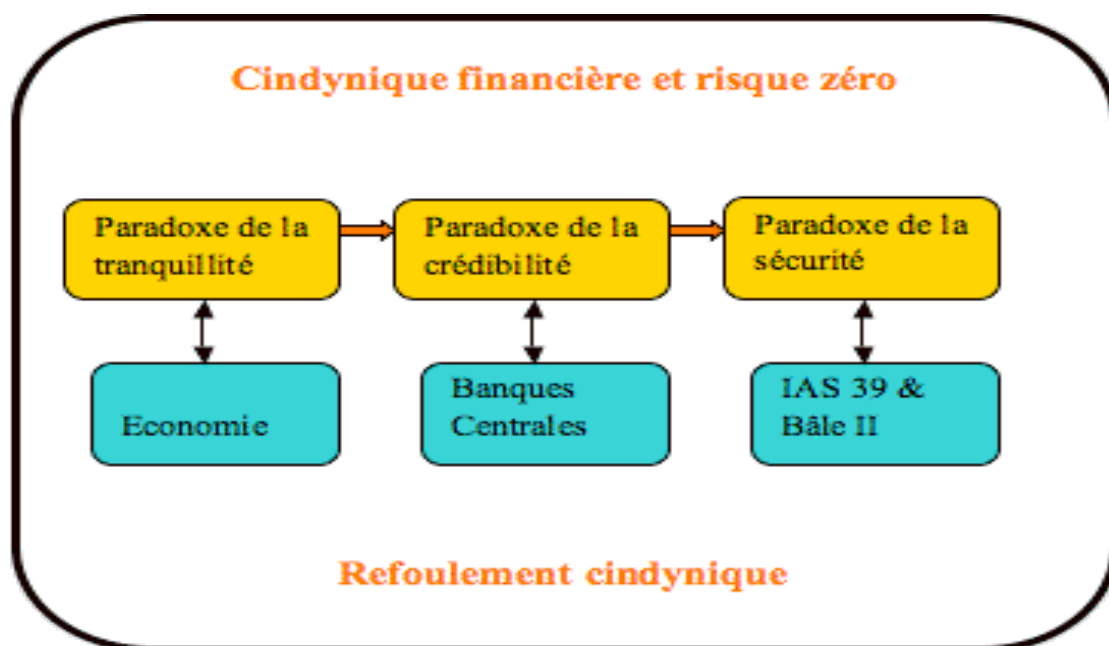 Cindynique financière et risque zéro
Paradoxe de la
tranquillité
Paradoxe de la
crédibilité
Paradoxe de la
sécurité
Economie
Banques
Centrales
IAS 39 &
Bâle II
Refoulement cindynique